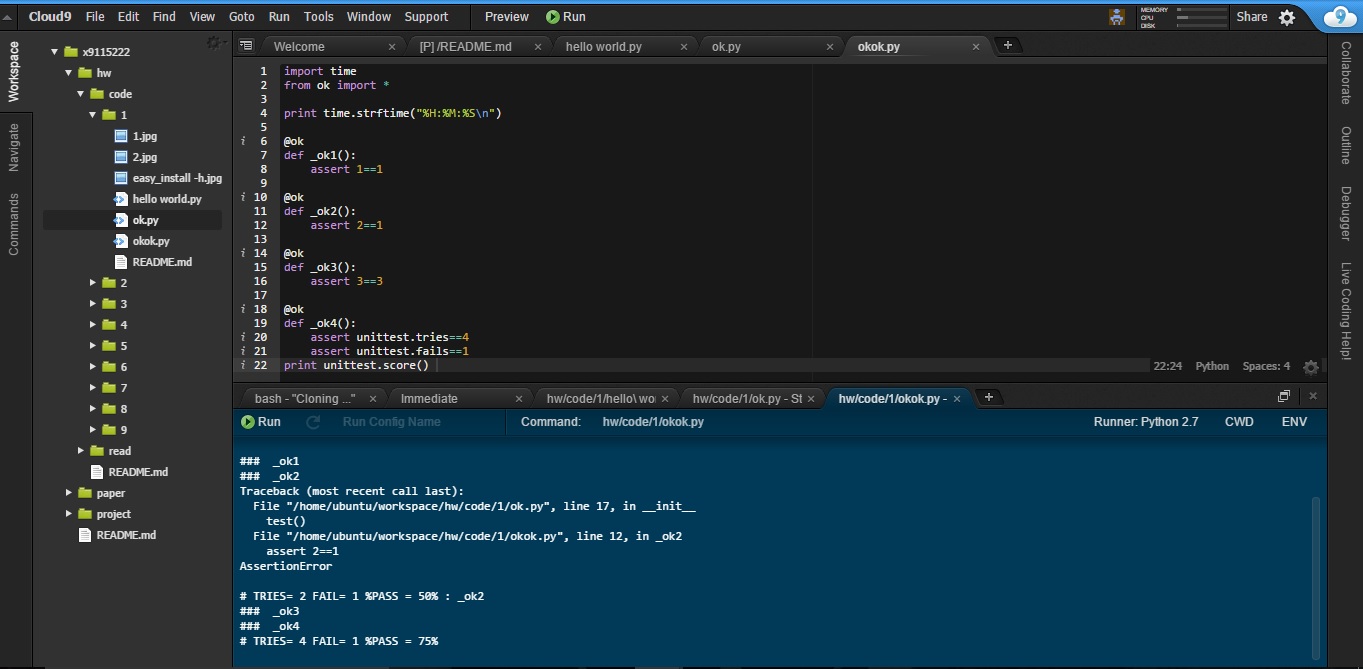 Cloud9 File Edit Find View Goto Run Tools Window Support Preview Run MEMORY CPU DISK Share 9
Workspace
Navigate
Commands
x9115222
hw
code
1
1.jpg
2.jpg
easy_install -h.jpg
hello world.py
ok.py
okok.py
README.md
2
3
4
5
6
7
8
9
read
README.md
paper
project
README.md
Welcome × [P] /README.md × hello world.py × ok.py × okok.py × +
1 import time
2 from ok import *
3
4 print time.strftime("%H:%M:%S\n")
5
i 6 @ok
7 def _ok1():
8 assert 1==1
9
i 10 @ok
11 def _ok2():
12 assert 2==1
13
i 14 @ok
15 def _ok3():
16 assert 3==3
17
i 18 @ok
19 def _ok4():
i 20 assert unittest.tries==4
i 21 assert unittest.fails==1
i 22 print unittest.score()
22:24 Python Spaces: 4
bash - "Cloning ..." × Immediate × hw/code/1/hello\ wo × hw/code/1/ok.py - St × hw/code/1/okok.py - × +
Run Run Config Name Command: hw/code/1/okok.py Runner: Python 2.7 CWD ENV
### _ok1
### _ok2
Traceback (most recent call last):
File "/home/ubuntu/workspace/hw/code/1/ok.py", line 17, in __init__
test()
File "/home/ubuntu/workspace/hw/code/1/okok.py", line 12, in _ok2
assert 2==1
AssertionError
# TRIES= 2 FAIL= 1 %PASS = 50% : _ok2
### _ok3
### _ok4
# TRIES= 4 FAIL= 1 %PASS = 75%
Collaborate
Outline
Debugger
Live Coding Help!